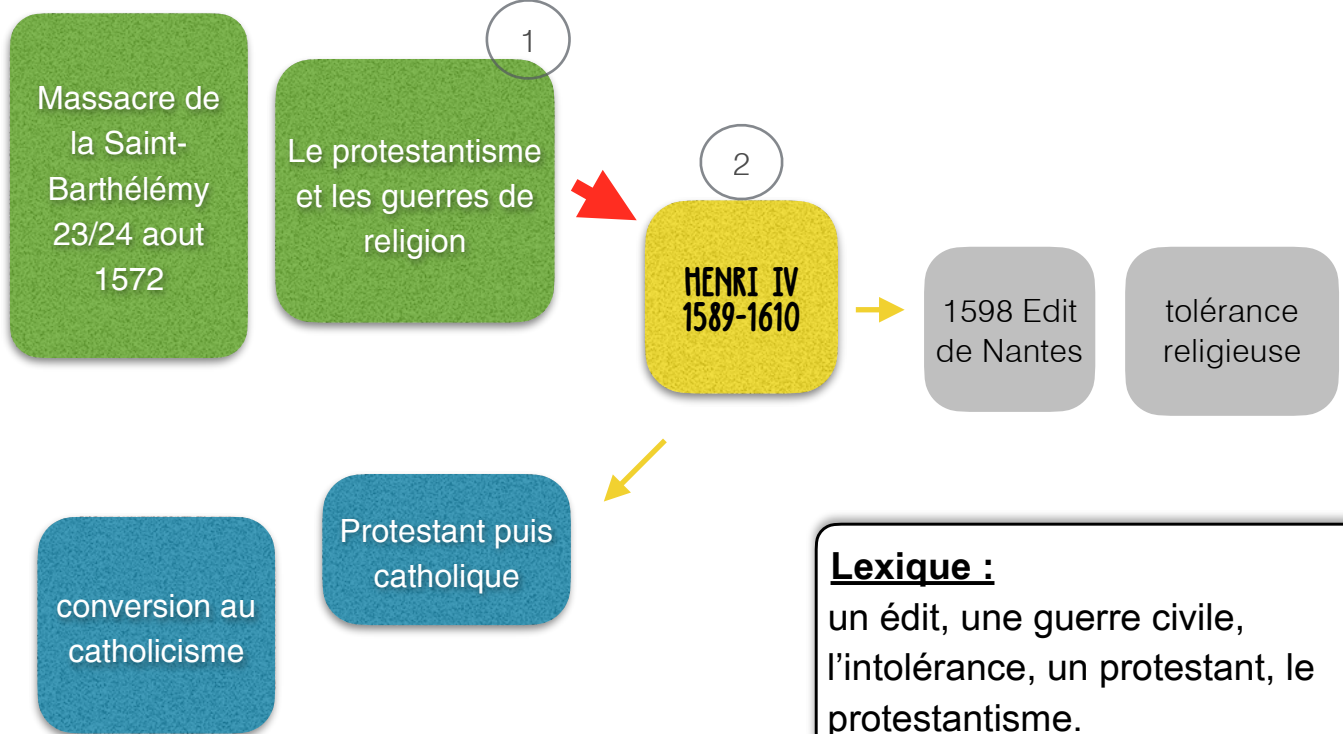 Massacre de
la Saint-
Barthélémy
23/24 aout
1572
1
Le protestantisme
et les guerres de
religion
2
HENRI IV
1589-1610
1598 Edit
de Nantes
tolérance
religieuse
Protestant puis
catholique
conversion au
catholicisme
Lexique :
un édit, une guerre civile,
l’intolérance, un protestant, le
protestantisme.